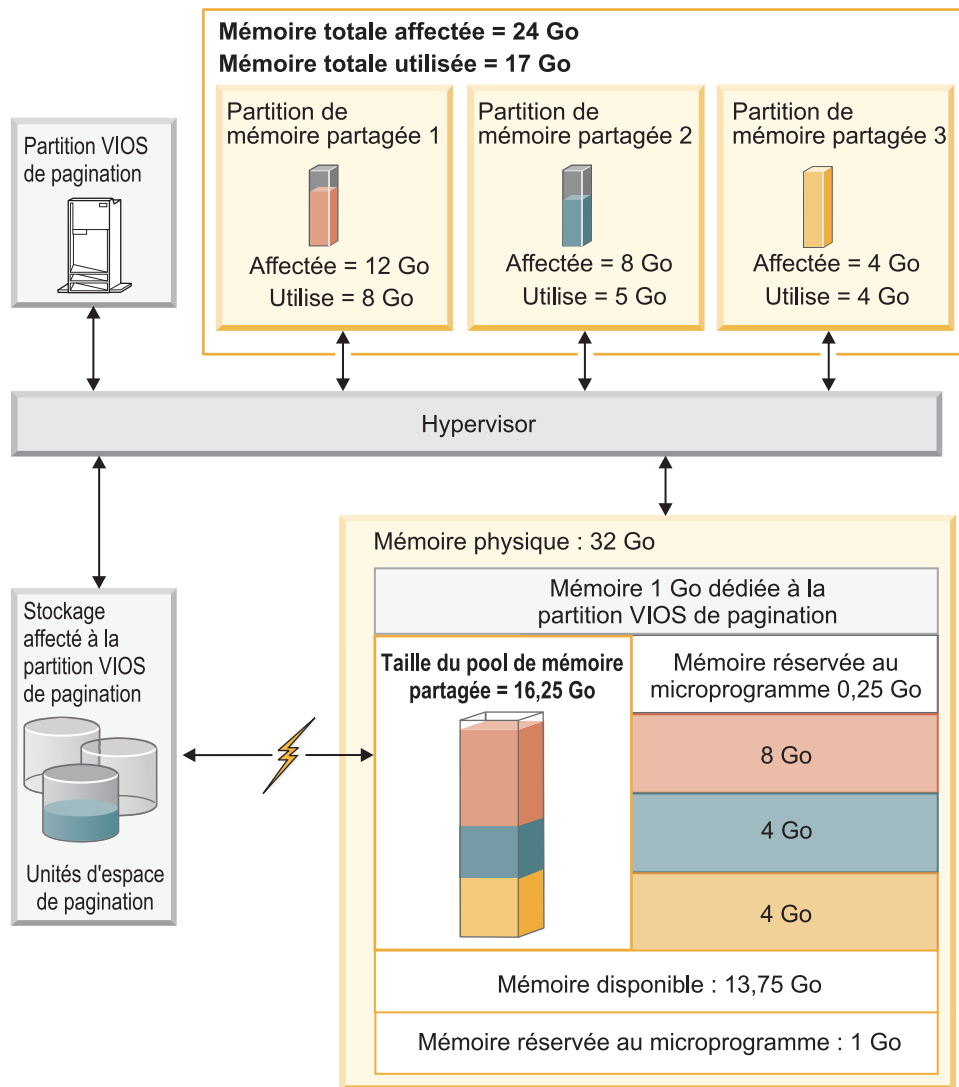 Mémoire totale affectée = 24 Go
Mémoire totale utilisée = 17 Go
Partition VIOS
de pagination
Partition de
mémoire partagée 1
Affectée = 12 Go
Utilise = 8 Go
Partition de
mémoire partagée 2
Affectée = 8 Go
Utilise = 5 Go
Partition de
mémoire partagée 3
Affectée = 4 Go
Utilise = 4 Go
Hypervisor
Stockage
affecté à la
partition VIOS
de pagination
Unités d'espace
de pagination
Mémoire physique : 32 Go
Mémoire 1 Go dédiée à la
partition VIOS de pagination
Taille du pool de mémoire
partagée = 16,25 Go
Mémoire réservée au
microprogramme 0,25 Go
8 Go
4 Go
4 Go
Mémoire disponible : 13,75 Go
Mémoire réservée au microprogramme : 1 Go